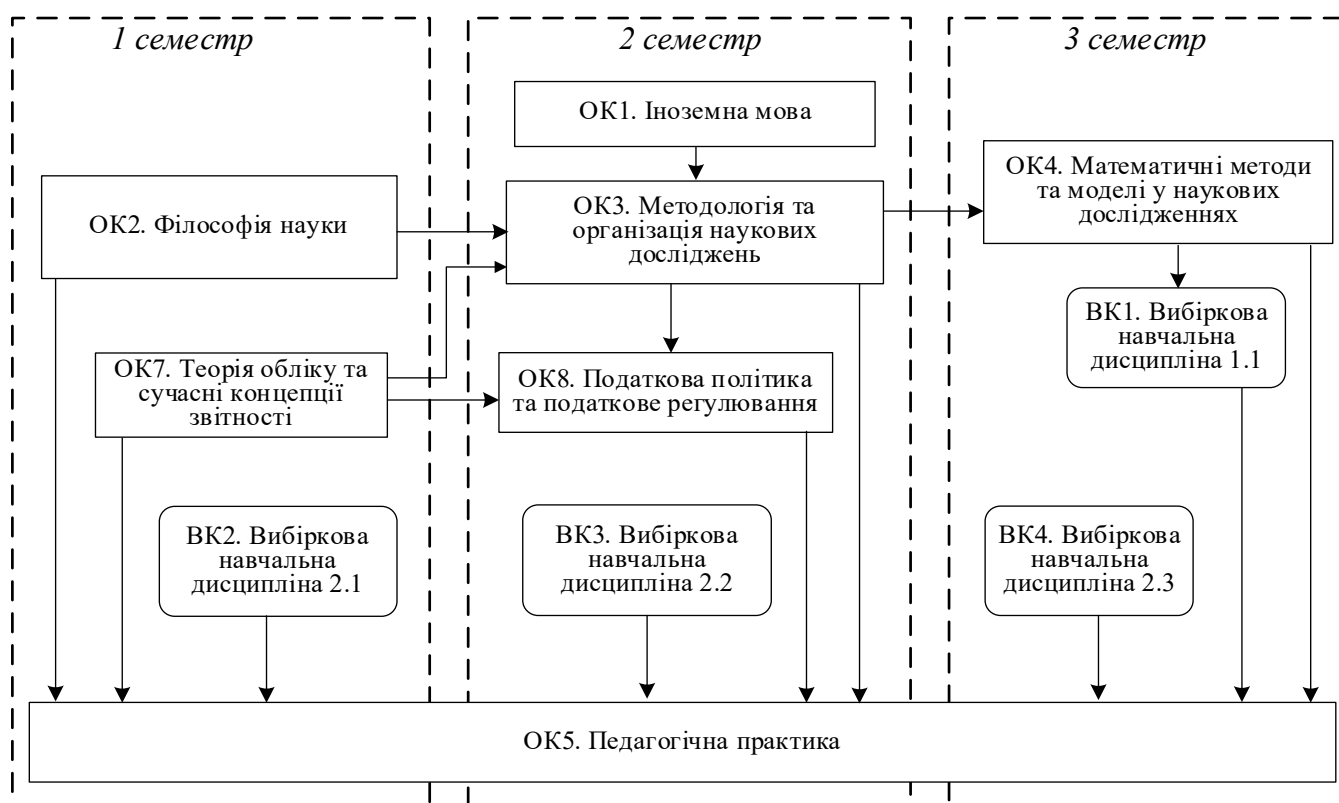 1 семестр
2 семестр
3 семестр
ОК1. Іноземна мова
ОК4. Математичні методи
та моделі у наукових
дослідженнях
ОК2. Філософія науки
ОК3. Методологія та
організація наукових
досліджень
ВК1. Вибіркова
навчальна
дисципліна 1.1
ОК7. Теорія обліку та
сучасні концепції
звітності
ОК8. Податкова політика
та податкове регулювання
ВК2. Вибіркова
навчальна
дисципліна 2.1
ВК3. Вибіркова
навчальна
дисципліна 2.2
ВК4. Вибіркова
навчальна
дисципліна 2.3
ОК5. Педагогічна практика